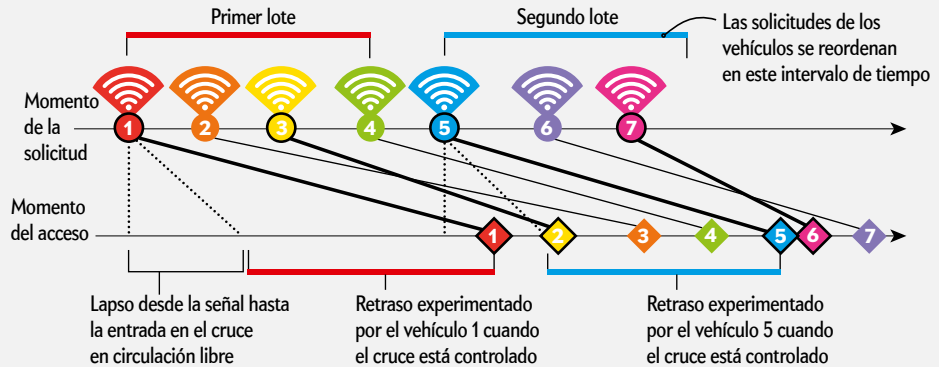 Primer lote
Segundo lote
Las solicitudes de los
vehículos se reordenan
en este intervalo de tiempo
Momento
de la
solicitud
1 2 3 4 5 6 7
Momento
del acceso
1 2 3 4 5 6 7
Lapso desde la señal hasta
la entrada en el cruce
en circulación libre
Retraso experimentado
por el vehículo 1 cuando
el cruce está controlado
Retraso experimentado
por el vehículo 5 cuando
el cruce está controlado